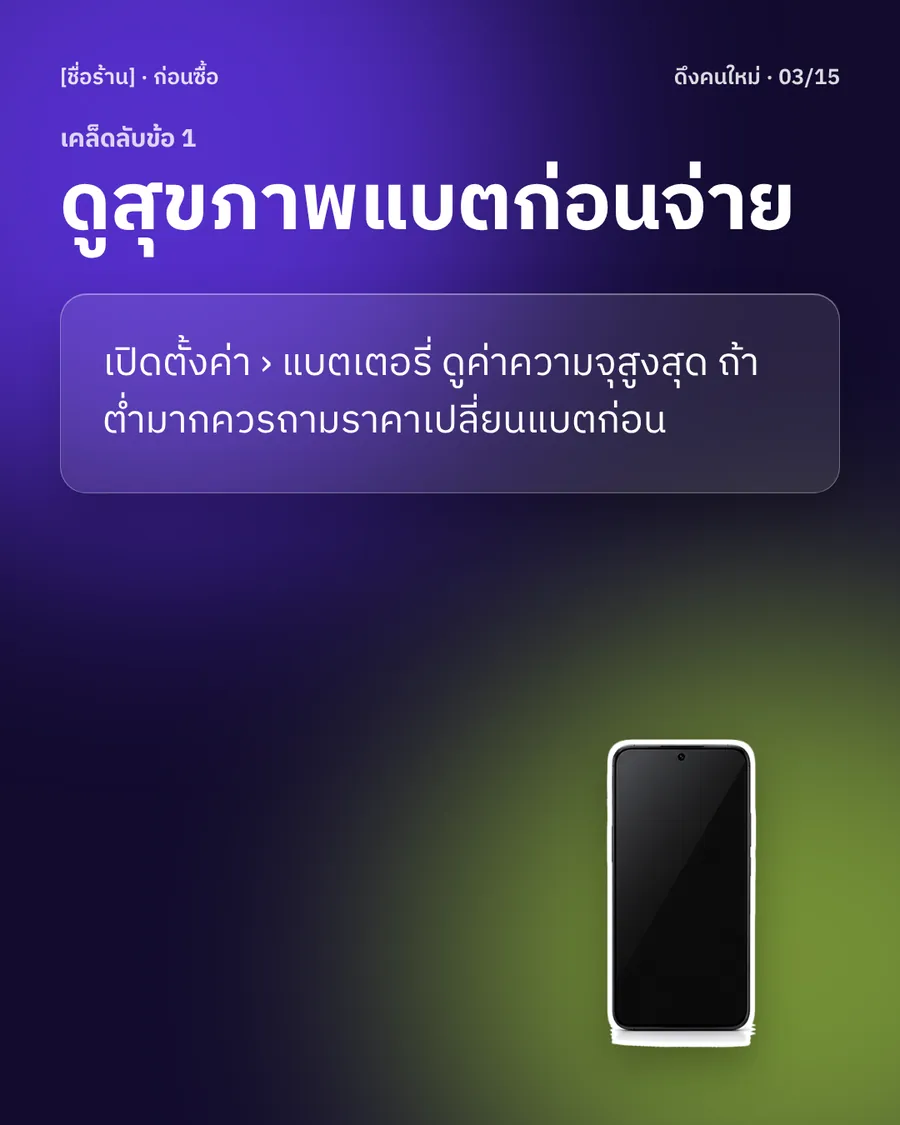 [ชื่อร้าน] · ก่อนซื้อ
ดึงคนใหม่ · 03/15
เคล็ดลับข้อ 1
ดูสุขภาพแบตก่อนจ่าย
เปิดตั้งค่า › แบตเตอรี่ ดูค่าความจุสูงสุด ถ้า
ต่ำมากควรถามราคาเปลี่ยนแบตก่อน